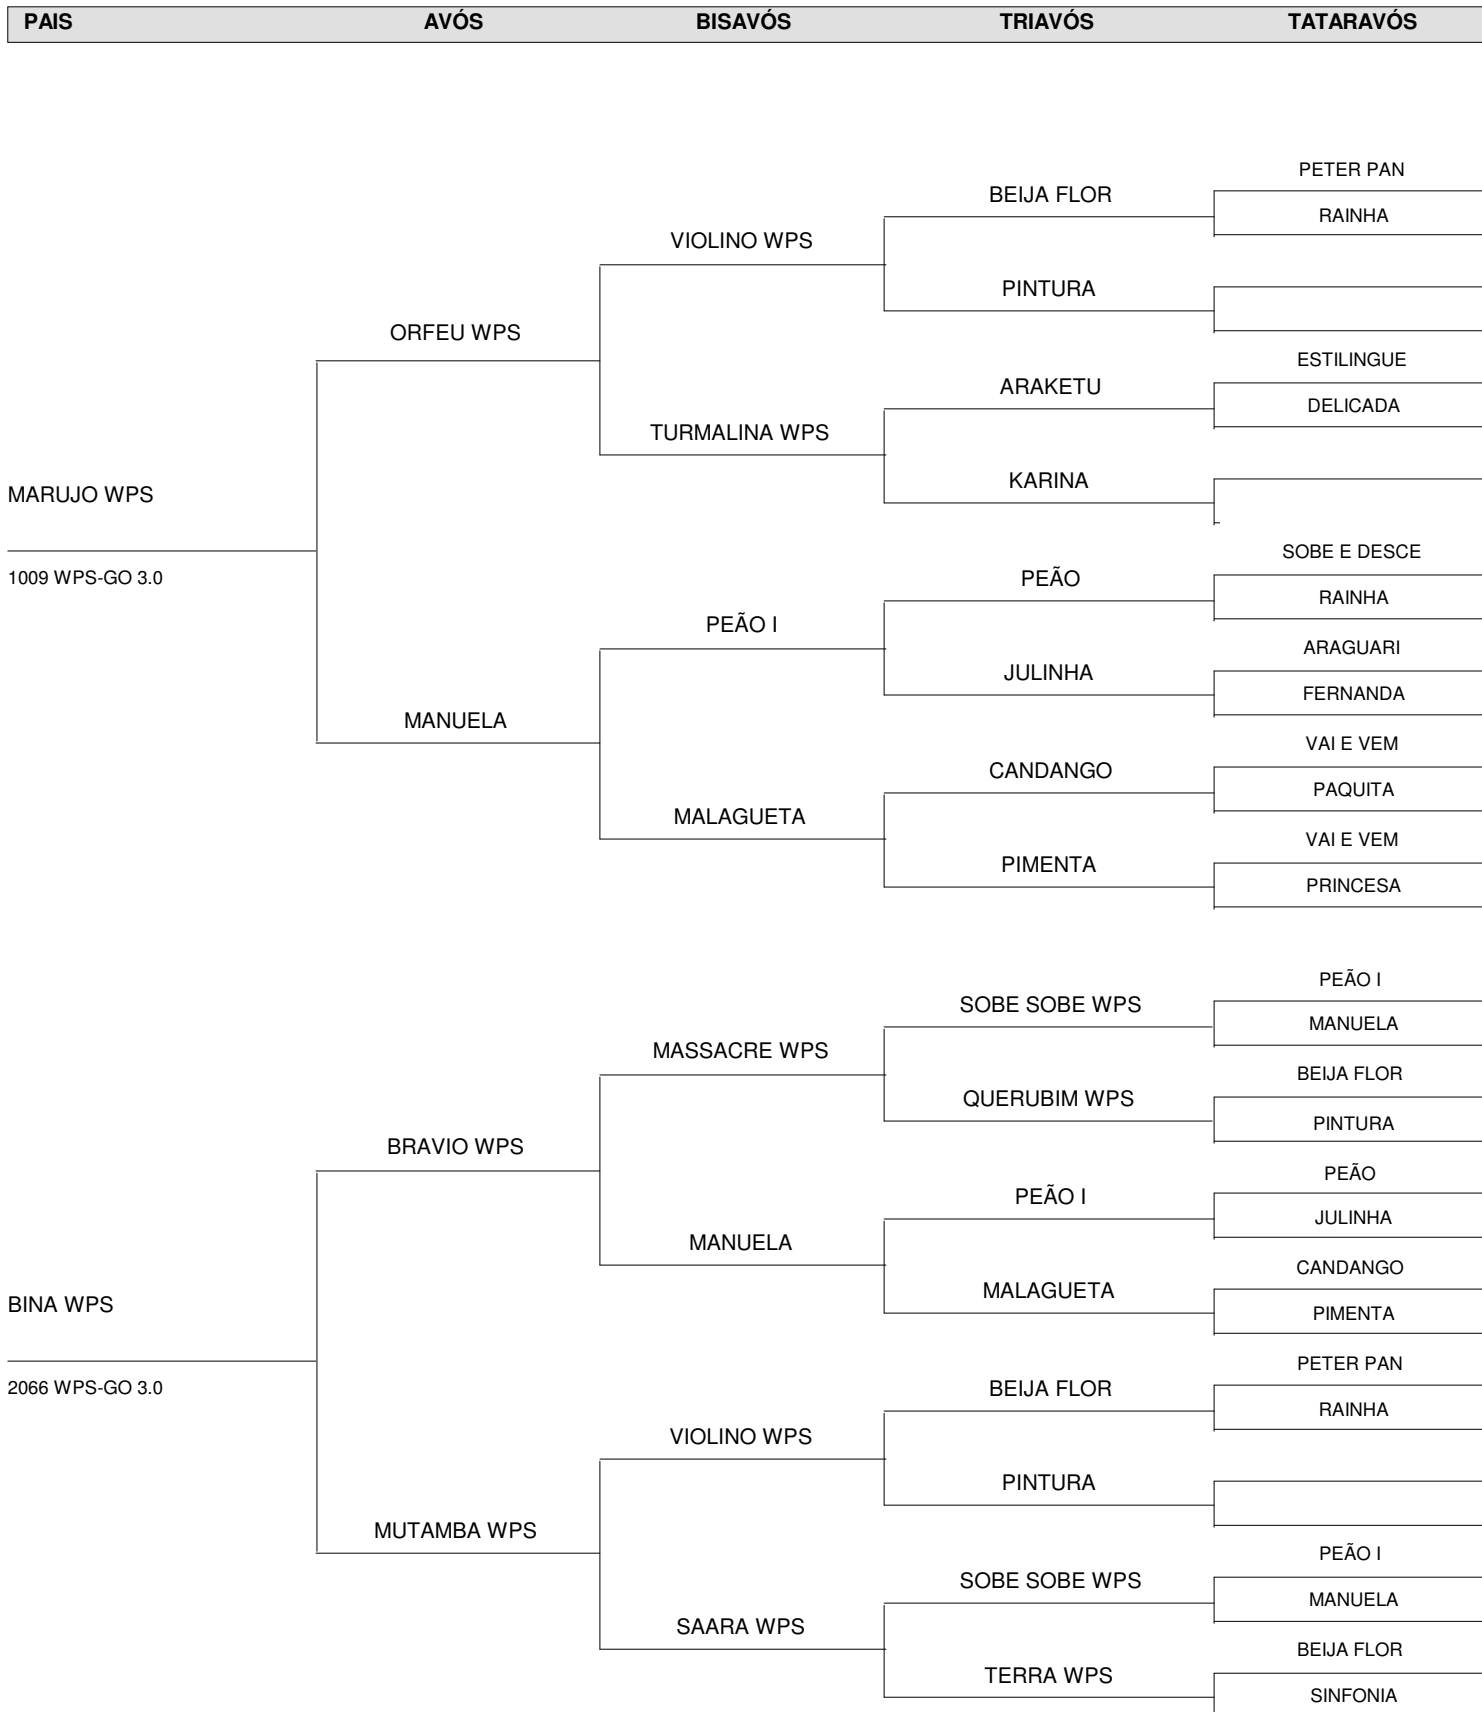 PAIS AVÓS BISAVÓS TRIAVÓS TATARAVÓS
PETER PAN
BEIJA FLOR
RAINHA
VIOLINO WPS
PINTURA
ORFEU WPS
ESTILINGUE
ARAKETU
DELICADA
TURMALINA WPS
KARINA
MARUJO WPS
SOBE E DESCE
1009 WPS-GO 3.0
PEÃO
RAINHA
PEÃO I
ARAGUARI
JULINHA
FERNANDA
MANUELA
VAI E VEM
CANDANGO
PAQUITA
MALAGUETA
VAI E VEM
PIMENTA
PRINCESA
PEÃO I
SOBE SOBE WPS
MANUELA
MASSACRE WPS
BEIJA FLOR
QUERUBIM WPS
PINTURA
BRAVIO WPS
PEÃO
PEÃO I
JULINHA
MANUELA
CANDANGO
MALAGUETA
BINA WPS
PIMENTA
PETER PAN
2066 WPS-GO 3.0
BEIJA FLOR
RAINHA
VIOLINO WPS
PINTURA
MUTAMBA WPS
PEÃO I
SOBE SOBE WPS
MANUELA
SAARA WPS
BEIJA FLOR
TERRA WPS
SINFONIA